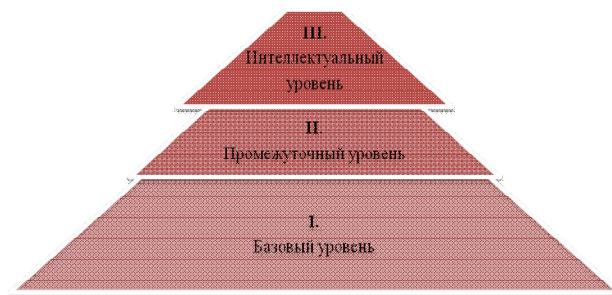 III.
Интеллектуальный
уровень
II.
Промежуточный уровень
I.
Базовый уровень